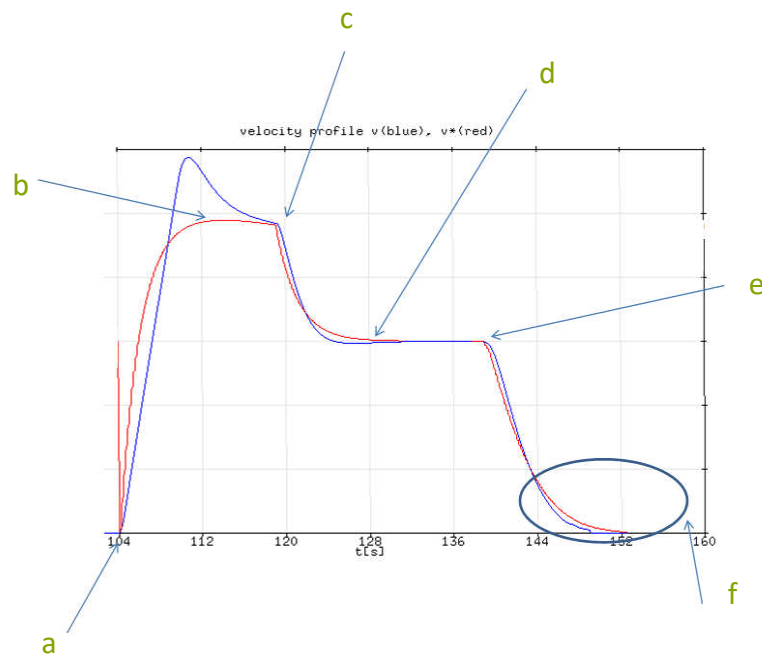 c
d
velocity profile v(blue), v*(red)
b
e
104 112 120 128 136 144 152 160
t[s]
f
a